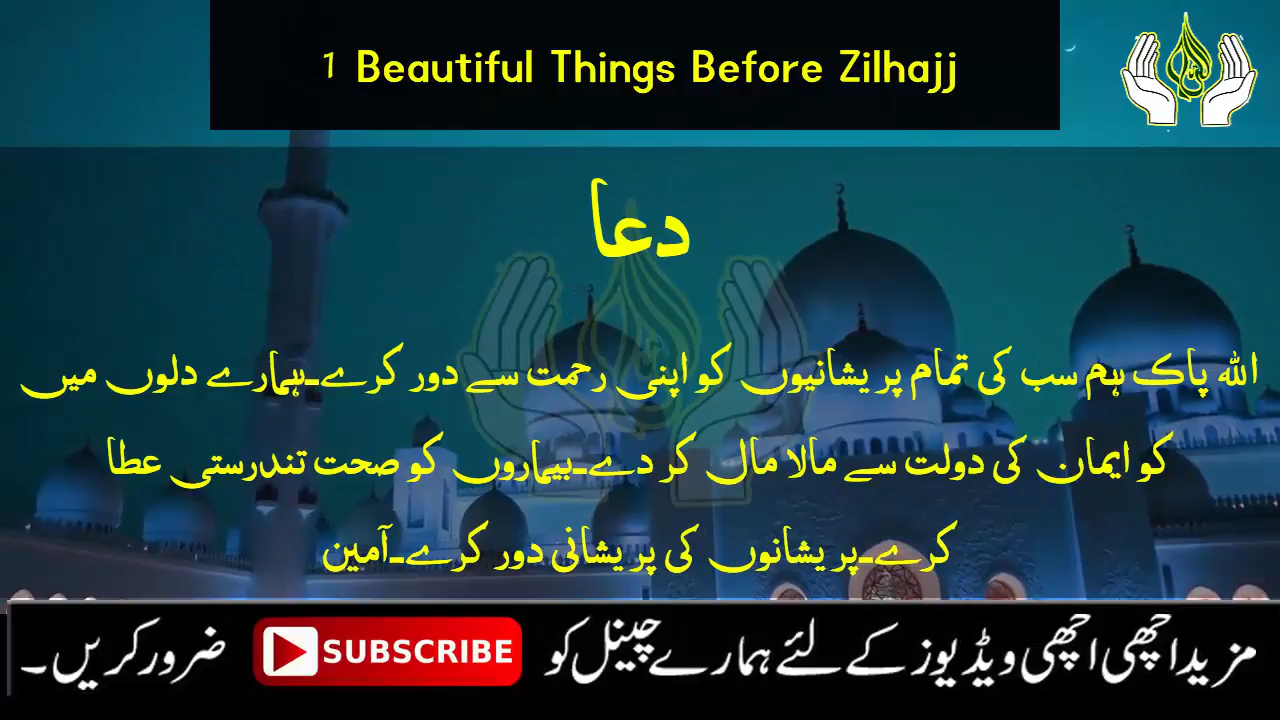 1 Beautiful Things Before Zilhajj
دعا
اللہ پاک ہم سب کی تمام پریشانیوں کو اپنی رحمت سے دور کرے۔ہمارے دلوں میں
کو ایمان کی دولت سے مالا مال کر دے۔بیماروں کو صحت تندرستی عطا
کرے۔پریشانوں کی پریشانی دور کرے۔آمین
مزید اچھی اچھی ویڈیوز کے لئے ہمارے چینل کو SUBSCRIBE ضرور کریں۔